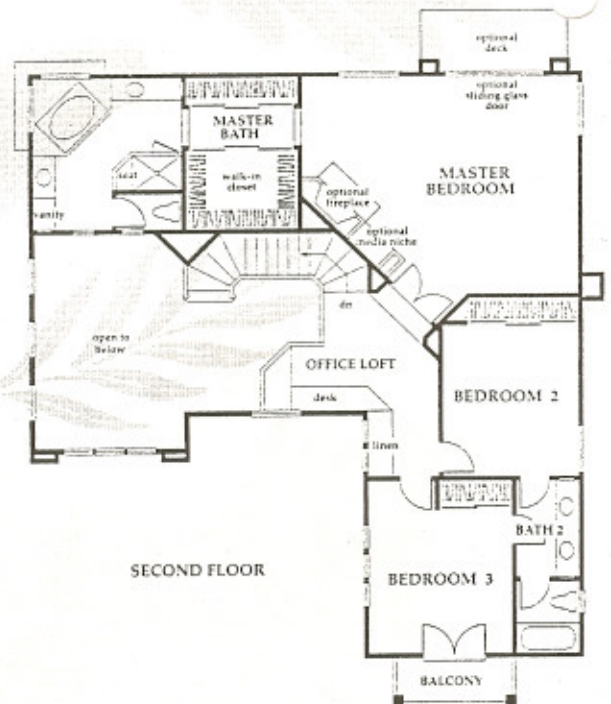 optional
deck
optional
sliding glass
door
MASTER
BATH
MASTER
BEDROOM
seat
walk-in
closet
optional
fireplace
vanity
optional
media niche
open to
below
dn
OFFICE LOFT
desk
BEDROOM 2
linen
BATH 2
SECOND FLOOR
BEDROOM 3
BALCONY